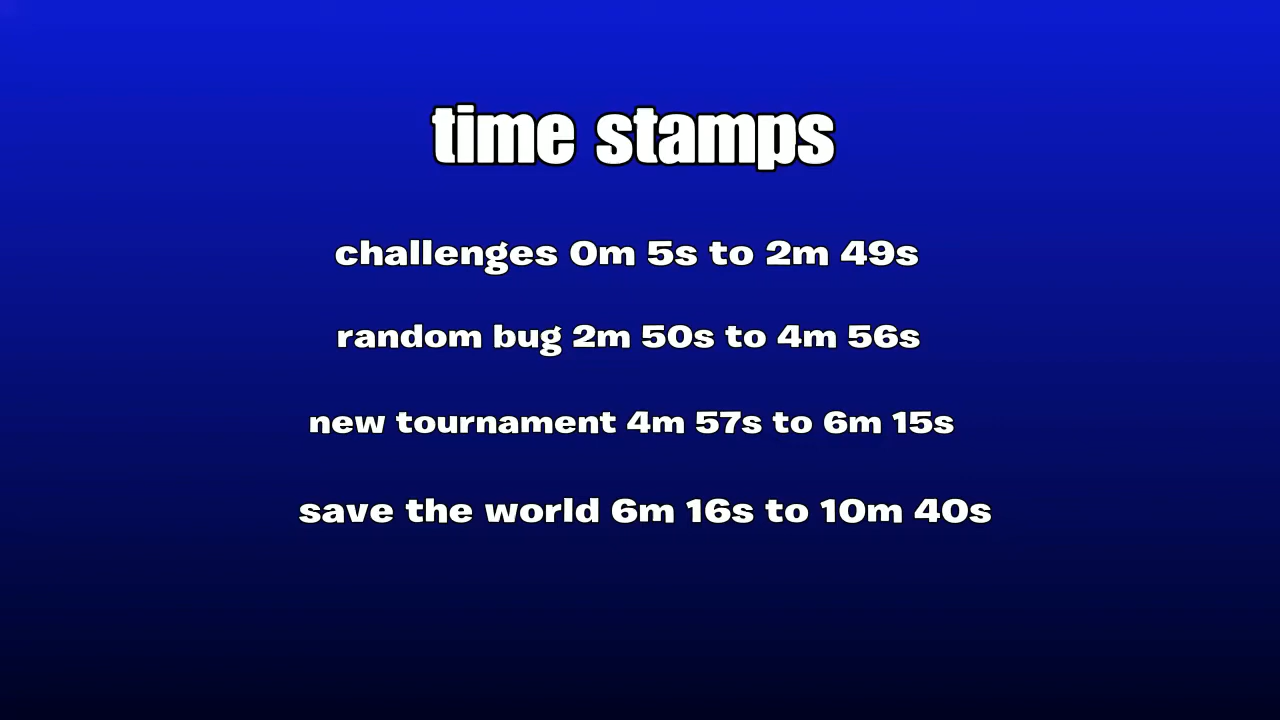 time stamps
challenges 0m 5s to 2m 49s
random bug 2m 50s to 4m 56s
new tournament 4m 57s to 6m 15s
save the world 6m 16s to 10m 40s